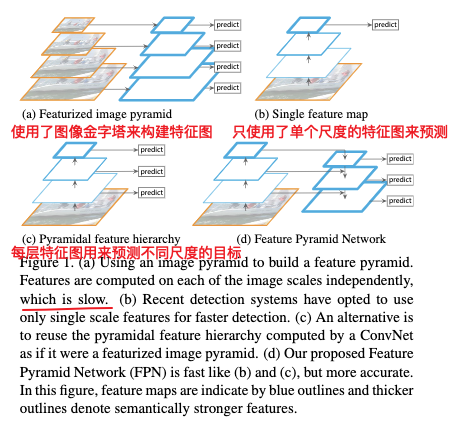 predict
predict
predict
predict
predict
(a) Featurized image pyramid
(b) Single feature map
使用了图像金字塔来构建特征图
只使用了单个尺度的特征图来预测
predict
predict
predict
predict
predict
predict
(c) Pyramidal feature hierarchy
(d) Feature Pyramid Network
每层特征图用来预测不同尺度的目标
Figure 1. (a) Using an image pyramid to build a feature pyramid.
Features are computed on each of the image scales independently,
which is slow. (b) Recent detection systems have opted to use
only single scale features for faster detection. (c) An alternative is
to reuse the pyramidal feature hierarchy computed by a ConvNet
as if it were a featurized image pyramid. (d) Our proposed Feature
Pyramid Network (FPN) is fast like (b) and (c), but more accurate.
In this figure, feature maps are indicate by blue outlines and thicker
outlines denote semantically stronger features.